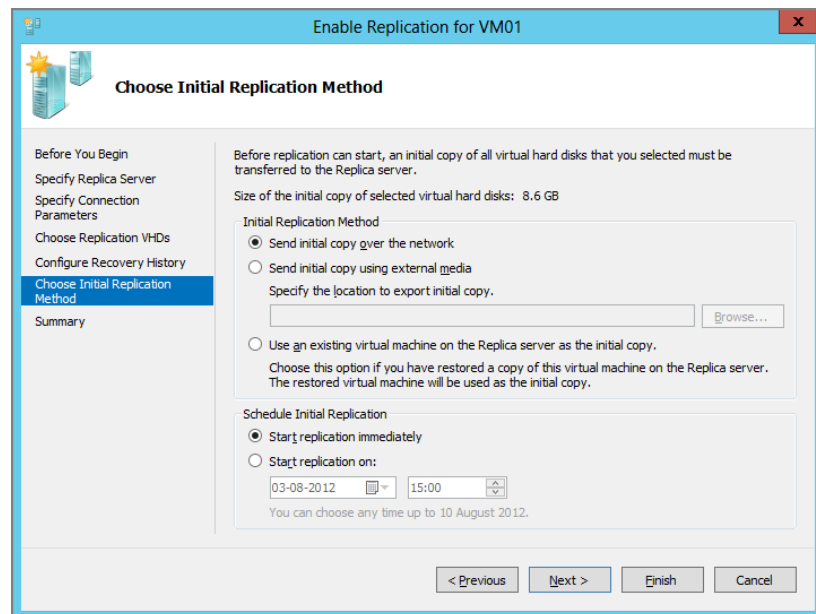 Enable Replication for VM01
x
Choose Initial Replication Method
Before You Begin
Specify Replica Server
Specify Connection
Parameters
Choose Replication VHDs
Configure Recovery History
Choose Initial Replication
Method
Summary
Before replication can start, an initial copy of all virtual hard disks that you selected must be
transferred to the Replica server.
Size of the initial copy of selected virtual hard disks: 8.6 GB
Initial Replication Method
Send initial copy over the network
Send initial copy using external media
Specify the location to export initial copy.
Browse...
Use an existing virtual machine on the Replica server as the initial copy.
Choose this option if you have restored a copy of this virtual machine on the Replica server.
The restored virtual machine will be used as the initial copy.
Schedule Initial Replication
Start replication immediately
Start replication on:
03-08-2012 15:00
You can choose any time up to 10 August 2012.
< Previous Next > Finish Cancel